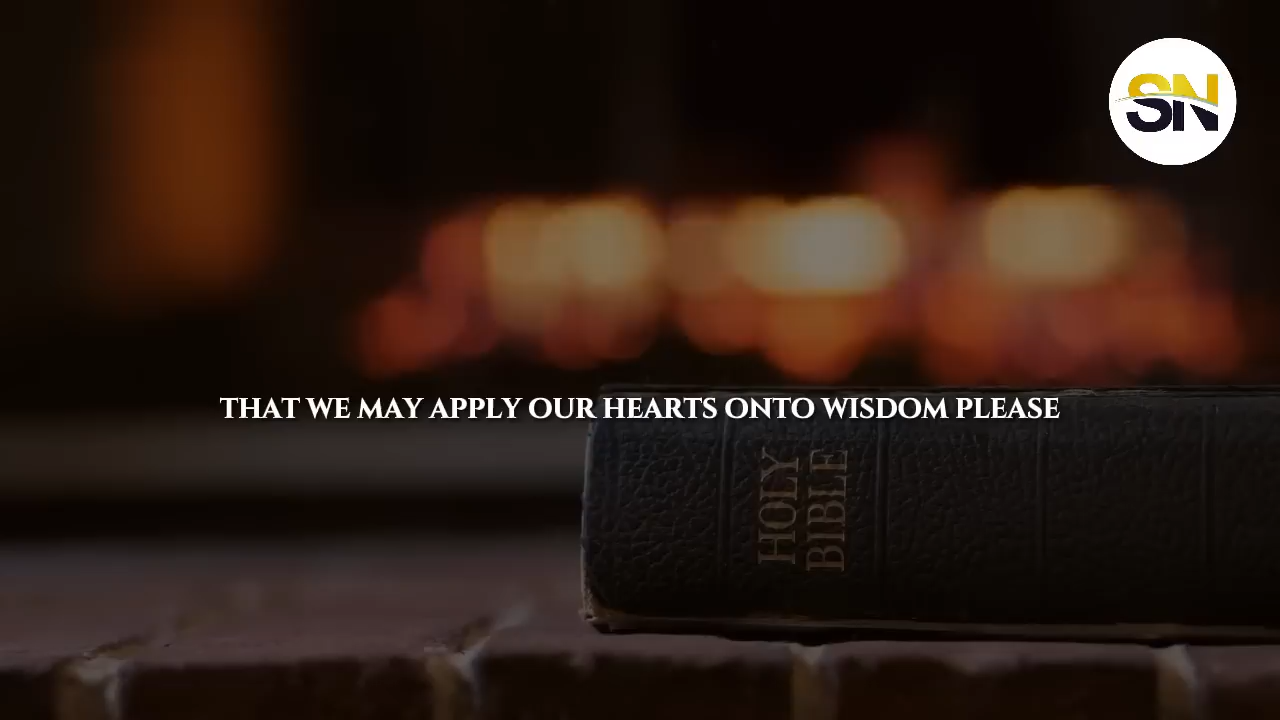 SN
THAT WE MAY APPLY OUR HEARTS ONTO WISDOM PLEASE
HOLY
BIBLE